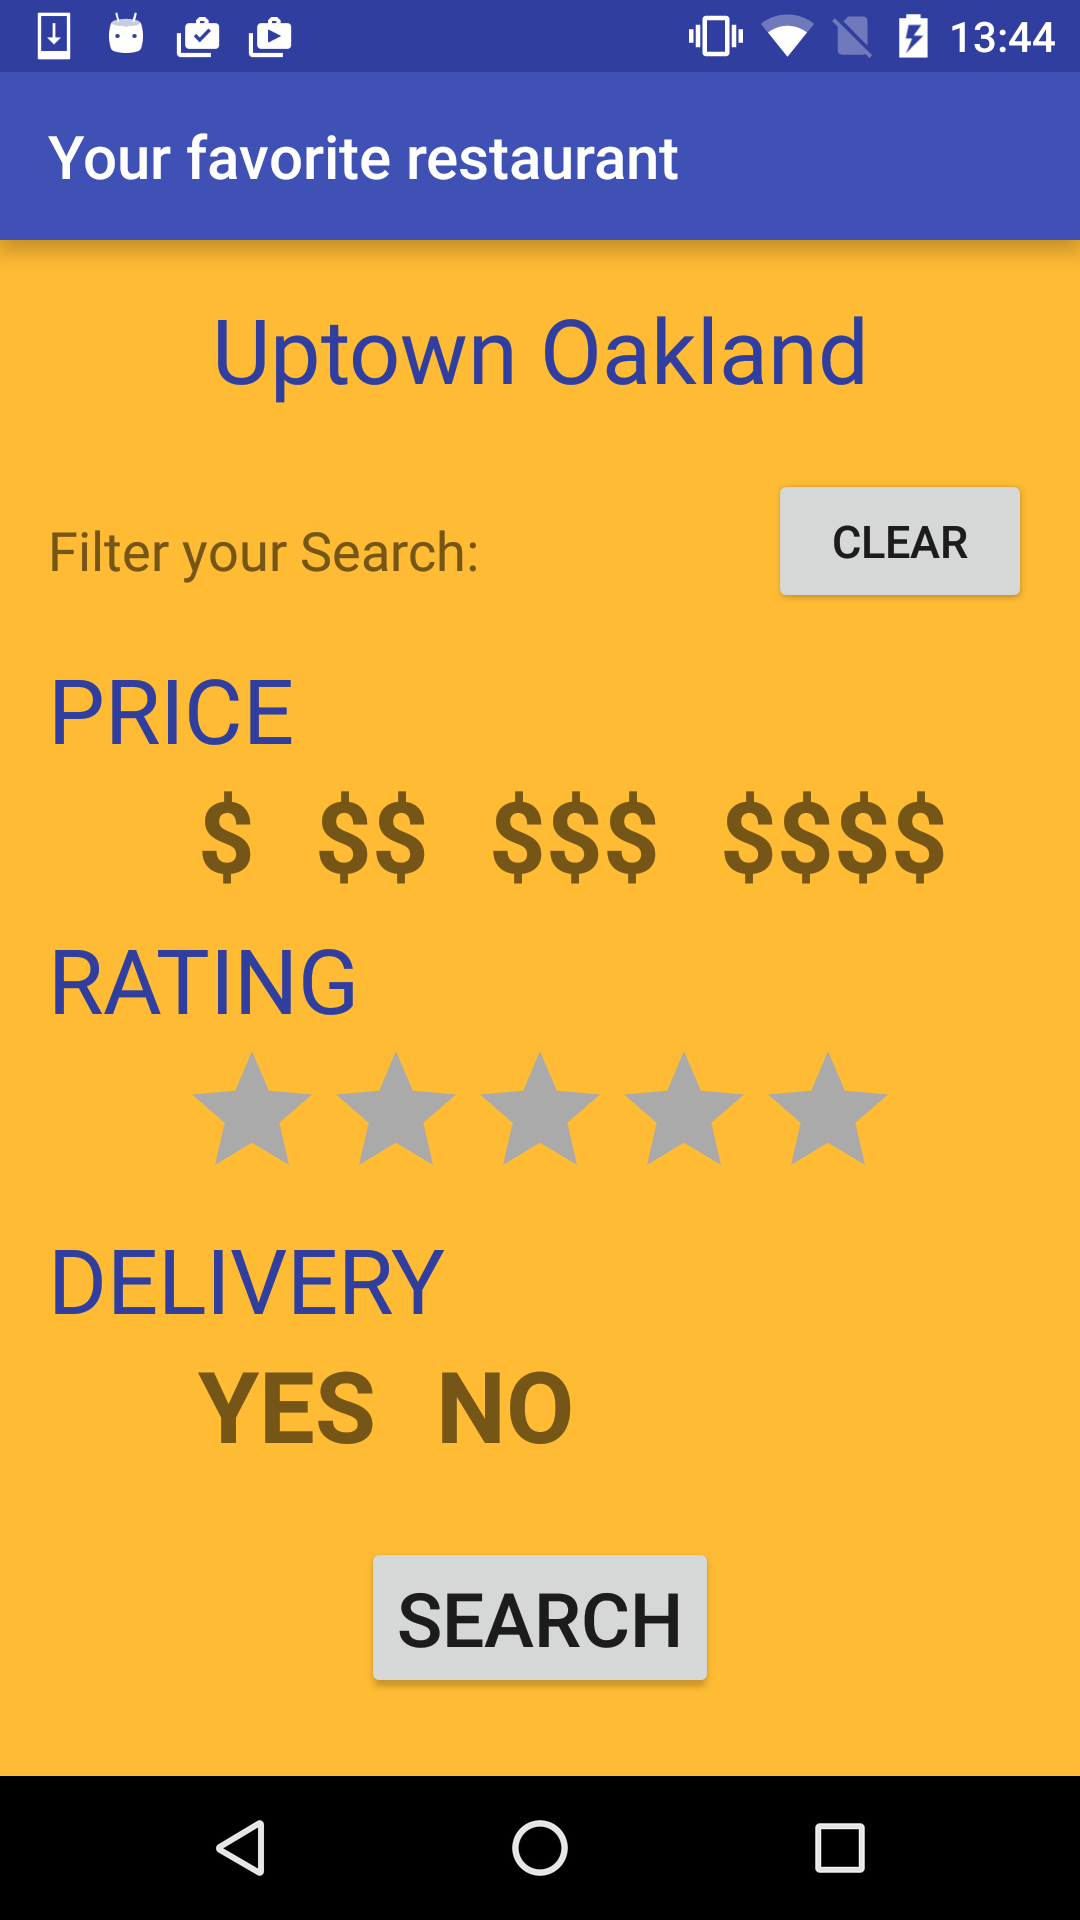 13:44
Your favorite restaurant
Uptown Oakland
Filter your Search:
CLEAR
PRICE
$ $$ $$$ $$$$
RATING
DELIVERY
YES NO
SEARCH